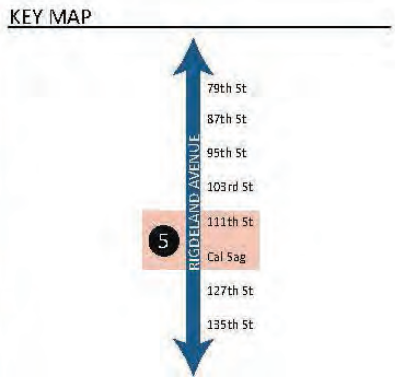 KEY MAP
79th St
87th St
95th St
103rd St
111th St
Cal Sag
127th St
135th St
RIGDELAND AVENUE
5